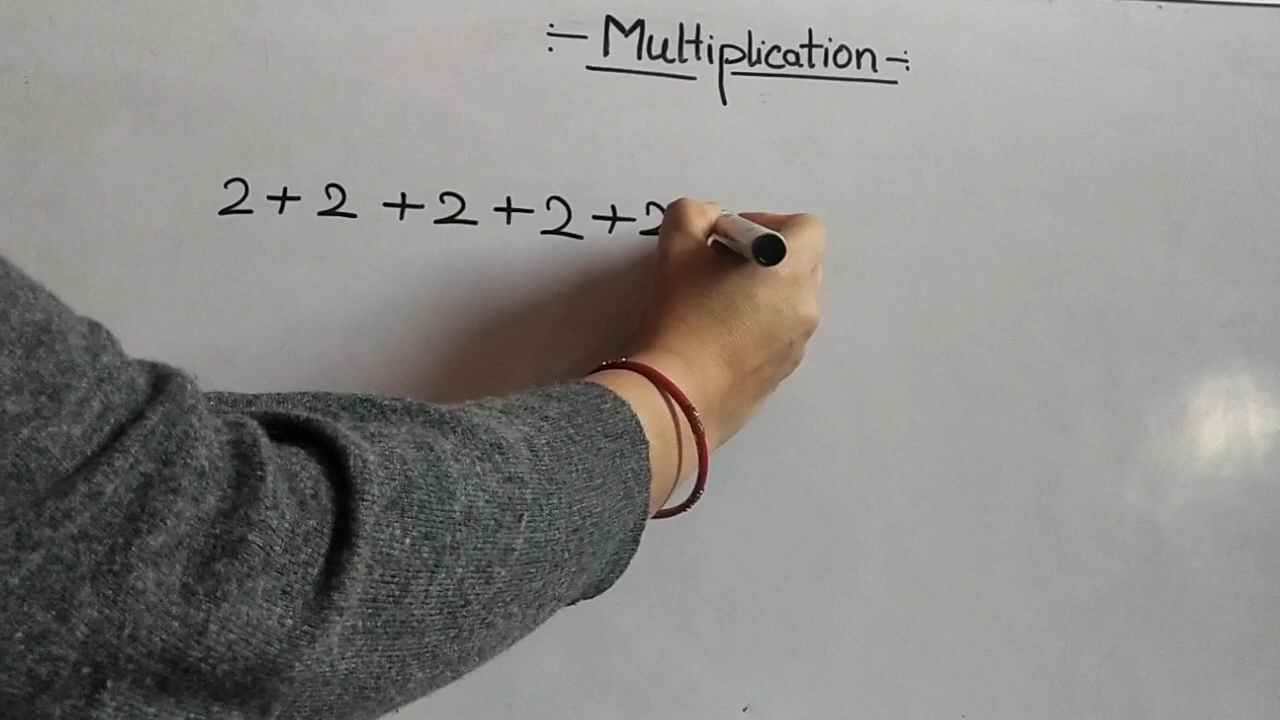 :- Multiplication -:
2 + 2 + 2 + 2 + 2